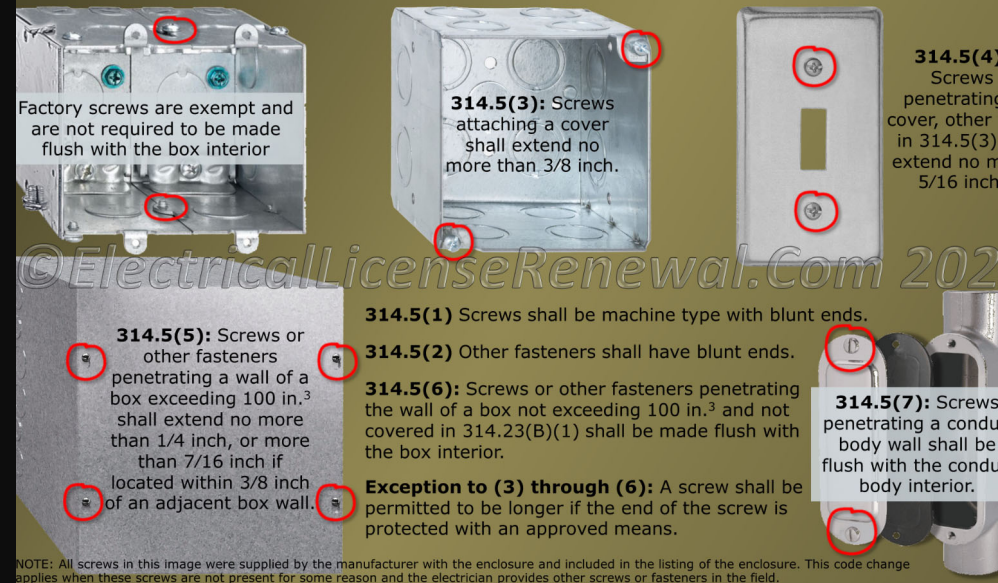 Factory screws are exempt and
are not required to be made
flush with the box interior
314.5(3): Screws
attaching a cover
shall extend no
more than 3/8 inch.
314.5(4)
Screws
penetrating
cover, other
in 314.5(3)
extend no m
5/16 inch
©ElectricalLicenseRenewal.Com 202
314.5(5): Screws or
other fasteners
penetrating a wall of a
box exceeding 100 in.³
shall extend no more
than 1/4 inch, or more
than 7/16 inch if
located within 3/8 inch
of an adjacent box wall.
314.5(1) Screws shall be machine type with blunt ends.
314.5(2) Other fasteners shall have blunt ends.
314.5(6): Screws or other fasteners penetrating
the wall of a box not exceeding 100 in.³ and not
covered in 314.23(B)(1) shall be made flush with
the box interior.
Exception to (3) through (6): A screw shall be
permitted to be longer if the end of the screw is
protected with an approved means.
314.5(7): Screws
penetrating a condu
body wall shall be
flush with the condu
body interior.
NOTE: All screws in this image were supplied by the manufacturer with the enclosure and included in the listing of the enclosure. This code change
applies when these screws are not present for some reason and the electrician provides other screws or fasteners in the field.